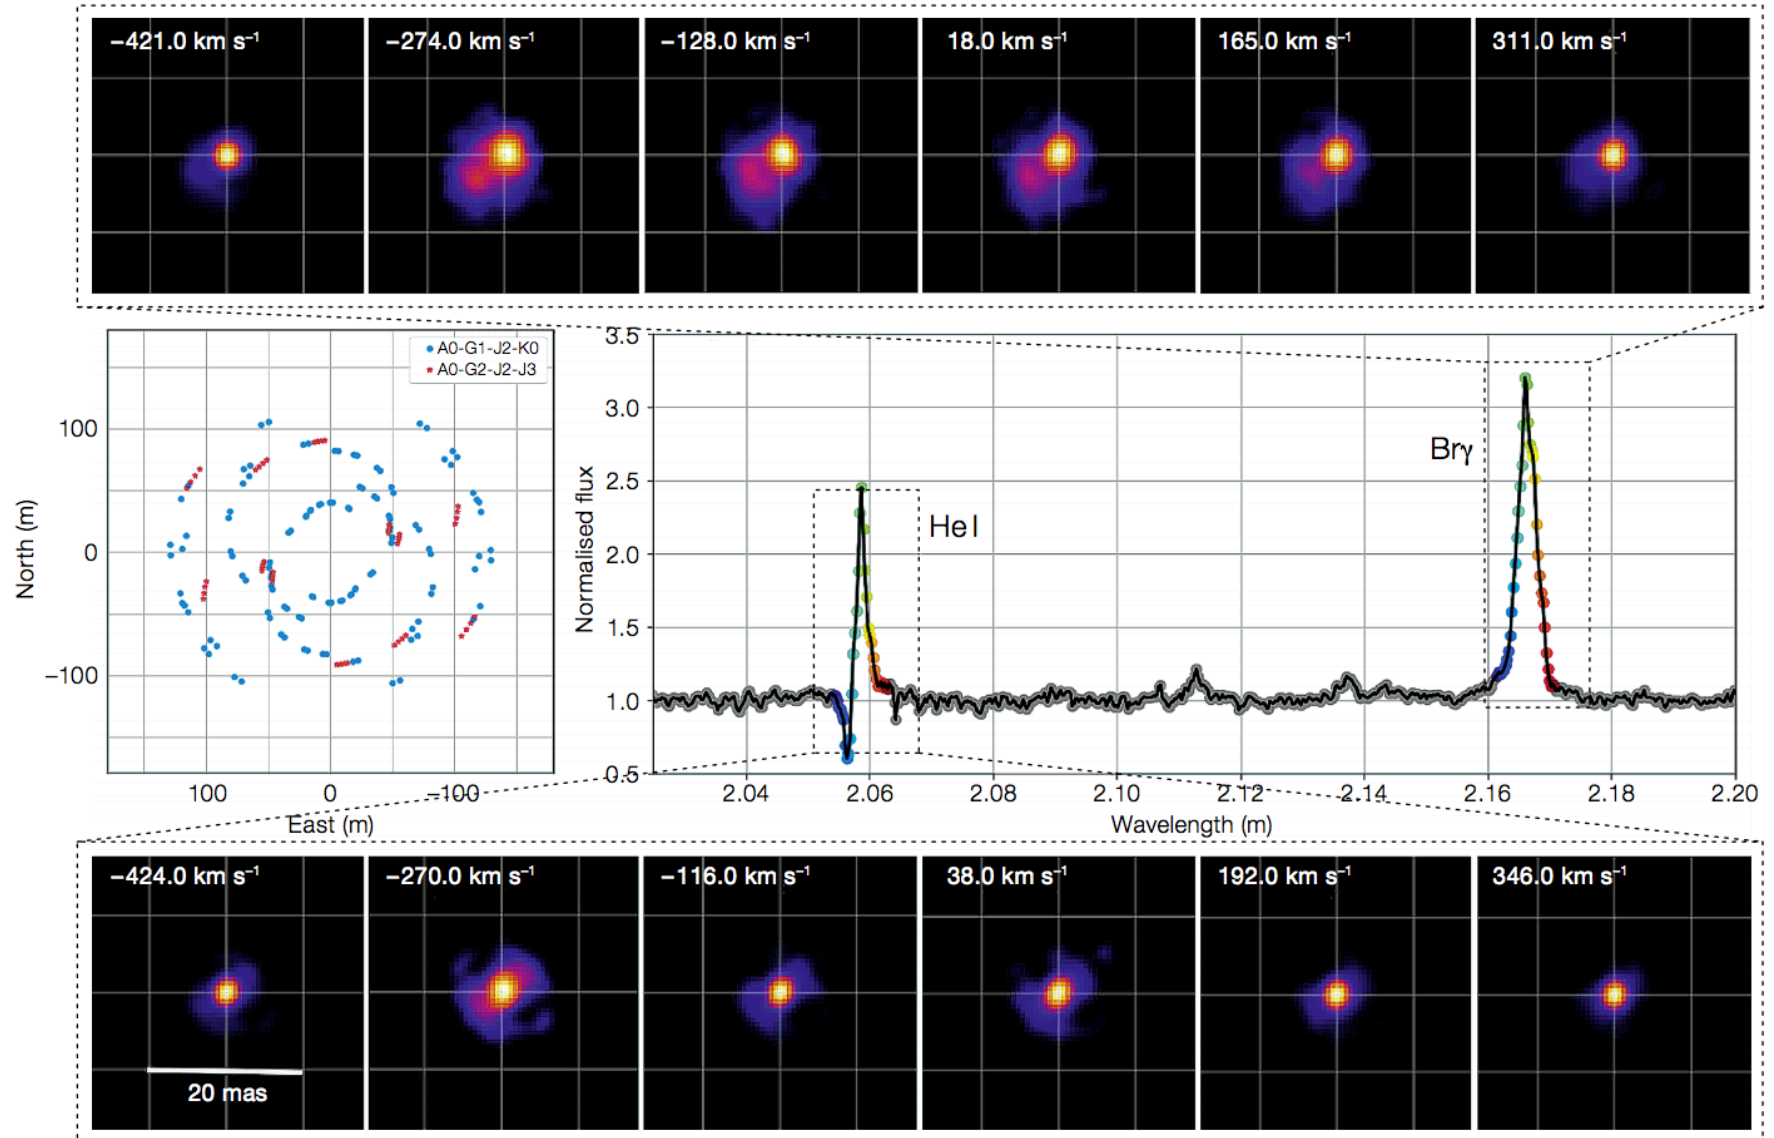 −421.0 km s⁻¹
−274.0 km s⁻¹
−128.0 km s⁻¹
18.0 km s⁻¹
165.0 km s⁻¹
311.0 km s⁻¹
A0-G1-J2-K0
A0-G2-J2-J3
100
0
−100
North (m)
100
0
−100
East (m)
3.5
3.0
2.5
2.0
1.5
1.0
0.5
Normalised flux
He I
Brγ
2.04
2.06
2.08
2.10
2.12
2.14
2.16
2.18
2.20
Wavelength (m)
−424.0 km s⁻¹
−270.0 km s⁻¹
−116.0 km s⁻¹
38.0 km s⁻¹
192.0 km s⁻¹
346.0 km s⁻¹
20 mas